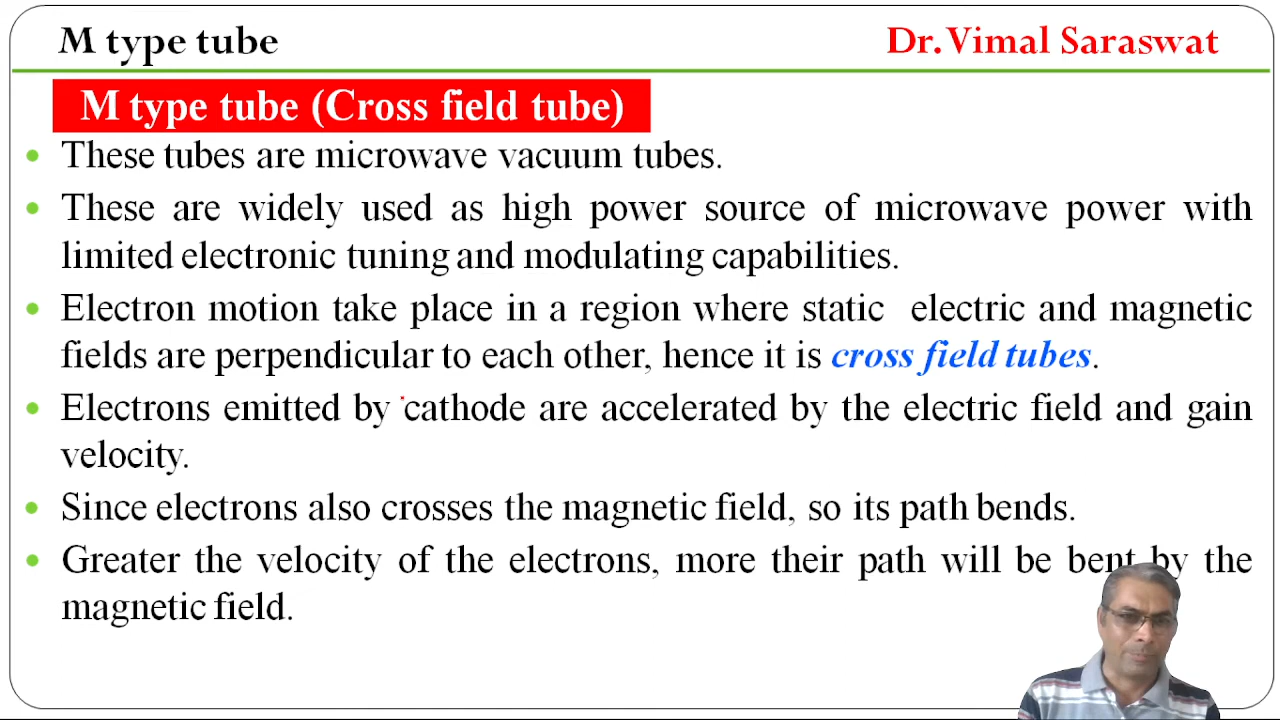 M type tube
Dr. Vimal Saraswat
M type tube (Cross field tube)
These tubes are microwave vacuum tubes.
These are widely used as high power source of microwave power with
limited electronic tuning and modulating capabilities.
Electron motion take place in a region where static electric and magnetic
fields are perpendicular to each other, hence it is cross field tubes.
Electrons emitted by cathode are accelerated by the electric field and gain
velocity.
Since electrons also crosses the magnetic field, so its path bends.
Greater the velocity of the electrons, more their path will be bent by the
magnetic field.